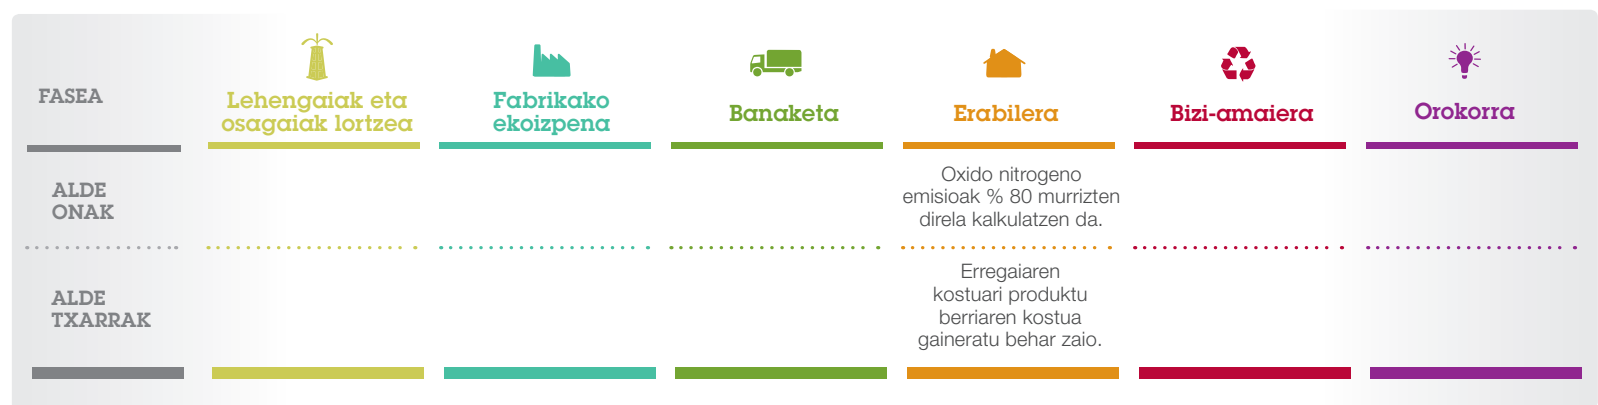 FASEA
Lehengaiak eta
osagaiak lortzea
Fabrikako
ekoizpena
Banaketa
Erabilera
Bizi-amaiera
Orokorra
ALDE
ONAK
Oxido nitrogeno
emisioak % 80 murrizten
direla kalkulatzen da.
ALDE
TXARRAK
Erregaiaren
kostuari produktu
berriaren kostua
gaineratu behar zaio.